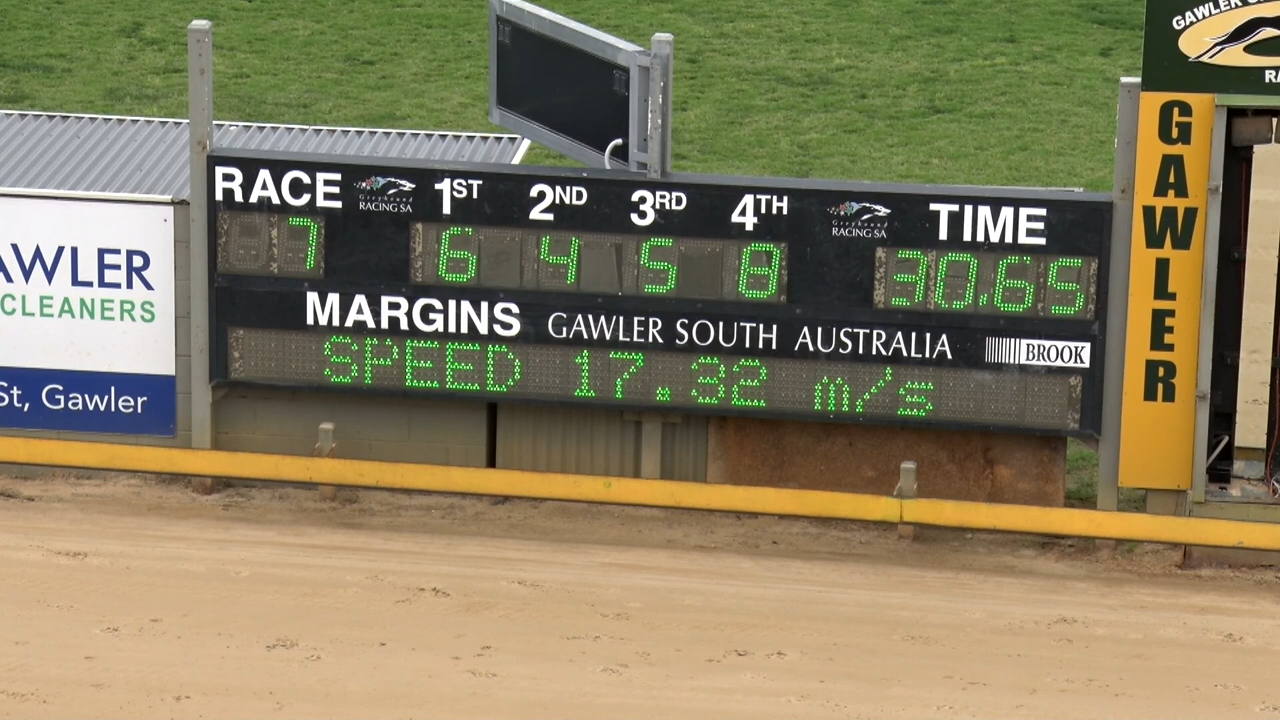 RACE 1ST 2ND 3RD 4TH TIME
Greyhound RACING SA
Greyhound RACING SA
7 6 4 5 8 30.65
MARGINS GAWLER SOUTH AUSTRALIA BROOK
SPEED 17.32 m/s
AWLER
CLEANERS
St, Gawler
GAWLER
RA
GAWLER